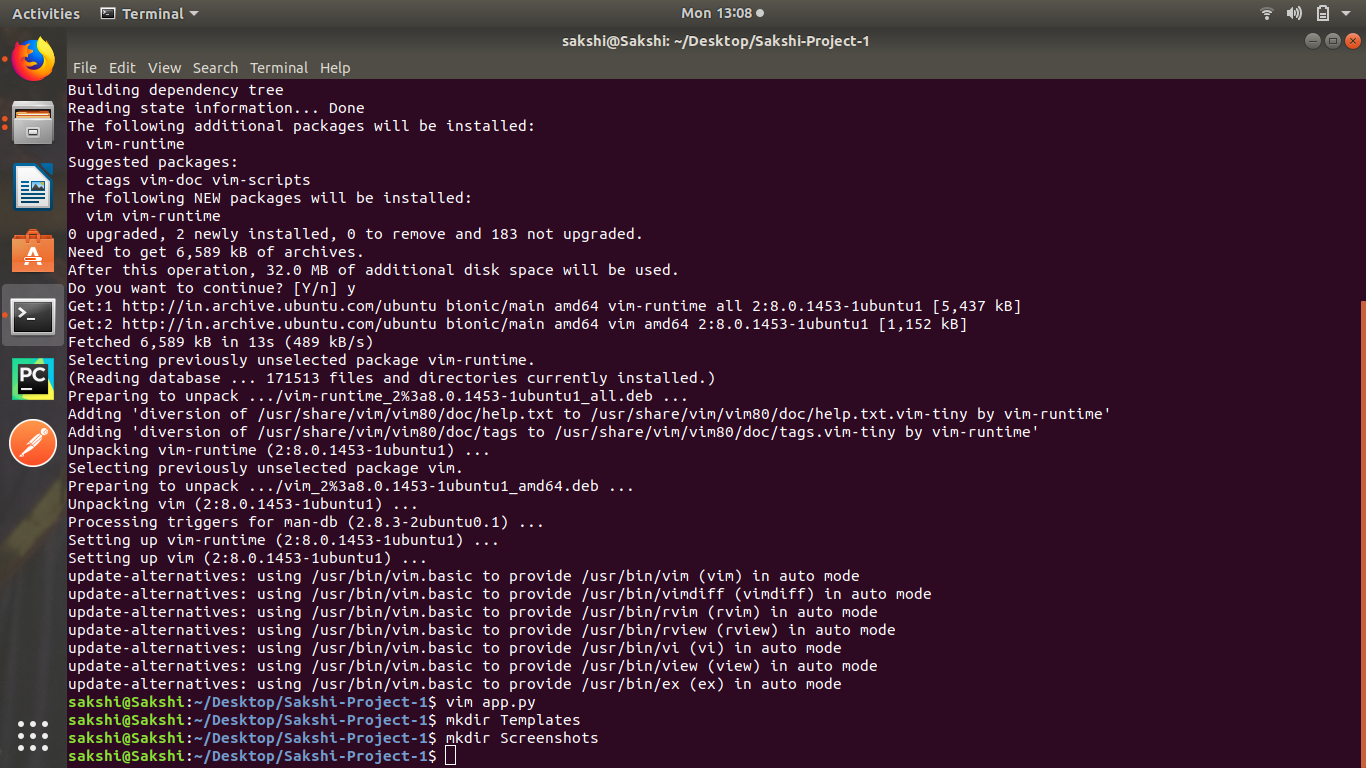 Activities Terminal Mon 13:08
sakshi@Sakshi: ~/Desktop/Sakshi-Project-1
File Edit View Search Terminal Help
Building dependency tree
Reading state information... Done
The following additional packages will be installed:
  vim-runtime
Suggested packages:
  ctags vim-doc vim-scripts
The following NEW packages will be installed:
  vim vim-runtime
0 upgraded, 2 newly installed, 0 to remove and 183 not upgraded.
Need to get 6,589 kB of archives.
After this operation, 32.0 MB of additional disk space will be used.
Do you want to continue? [Y/n] y
Get:1 http://in.archive.ubuntu.com/ubuntu bionic/main amd64 vim-runtime all 2:8.0.1453-1ubuntu1 [5,437 kB]
Get:2 http://in.archive.ubuntu.com/ubuntu bionic/main amd64 vim amd64 2:8.0.1453-1ubuntu1 [1,152 kB]
Fetched 6,589 kB in 13s (489 kB/s)
Selecting previously unselected package vim-runtime.
(Reading database ... 171513 files and directories currently installed.)
Preparing to unpack .../vim-runtime_2%3a8.0.1453-1ubuntu1_all.deb ...
Adding 'diversion of /usr/share/vim/vim80/doc/help.txt to /usr/share/vim/vim80/doc/help.txt.vim-tiny by vim-runtime'
Adding 'diversion of /usr/share/vim/vim80/doc/tags to /usr/share/vim/vim80/doc/tags.vim-tiny by vim-runtime'
Unpacking vim-runtime (2:8.0.1453-1ubuntu1) ...
Selecting previously unselected package vim.
Preparing to unpack .../vim_2%3a8.0.1453-1ubuntu1_amd64.deb ...
Unpacking vim (2:8.0.1453-1ubuntu1) ...
Processing triggers for man-db (2.8.3-2ubuntu0.1) ...
Setting up vim-runtime (2:8.0.1453-1ubuntu1) ...
Setting up vim (2:8.0.1453-1ubuntu1) ...
update-alternatives: using /usr/bin/vim.basic to provide /usr/bin/vim (vim) in auto mode
update-alternatives: using /usr/bin/vim.basic to provide /usr/bin/vimdiff (vimdiff) in auto mode
update-alternatives: using /usr/bin/vim.basic to provide /usr/bin/rvim (rvim) in auto mode
update-alternatives: using /usr/bin/vim.basic to provide /usr/bin/rview (rview) in auto mode
update-alternatives: using /usr/bin/vim.basic to provide /usr/bin/vi (vi) in auto mode
update-alternatives: using /usr/bin/vim.basic to provide /usr/bin/view (view) in auto mode
update-alternatives: using /usr/bin/vim.basic to provide /usr/bin/ex (ex) in auto mode
sakshi@Sakshi:~/Desktop/Sakshi-Project-1$ vim app.py
sakshi@Sakshi:~/Desktop/Sakshi-Project-1$ mkdir Templates
sakshi@Sakshi:~/Desktop/Sakshi-Project-1$ mkdir Screenshots
sakshi@Sakshi:~/Desktop/Sakshi-Project-1$
PC